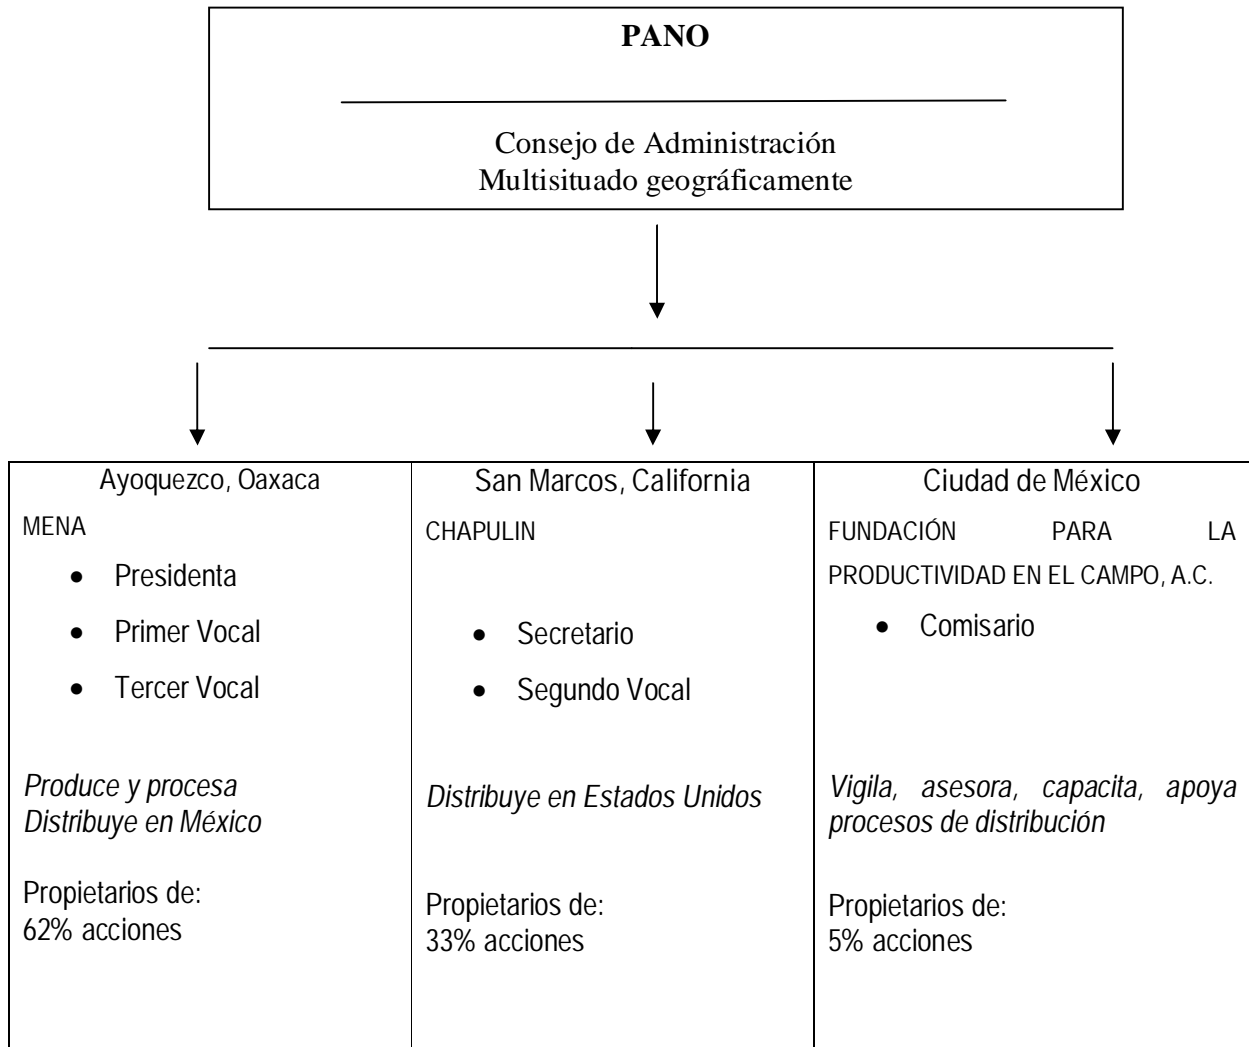 PANO
Consejo de Administración
Multisituado geográficamente
Ayoquezco, Oaxaca
MENA
• Presidenta
• Primer Vocal
• Tercer Vocal
Produce y procesa
Distribuye en México
Propietarios de:
62% acciones
San Marcos, California
CHAPULIN
• Secretario
• Segundo Vocal
Distribuye en Estados Unidos
Propietarios de:
33% acciones
Ciudad de México
FUNDACIÓN PARA LA
PRODUCTIVIDAD EN EL CAMPO, A.C.
• Comisario
Vigila, asesora, capacita, apoya
procesos de distribución
Propietarios de:
5% acciones